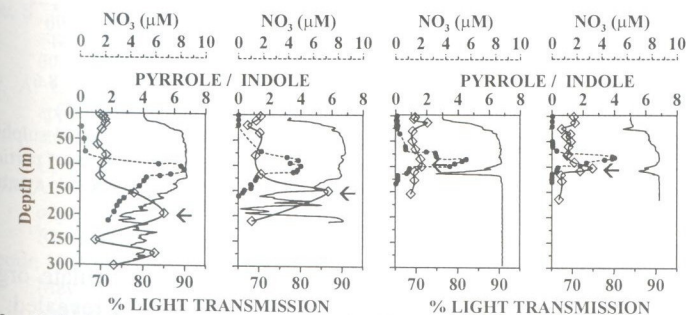 NO3 (µM) NO3 (µM) NO3 (µM) NO3 (µM)
0 2 4 6 8 10 0 2 4 6 8 10 0 2 4 6 8 10 0 2 4 6 8 10
PYRROLE / INDOLE PYRROLE / INDOLE
0 2 4 6 8 0 2 4 6 8 0 2 4 6 8 0 2 4 6 8
Depth (m)
0
50
100
150
200
250
300
70 80 90 70 80 90 70 80 90 70 80 90
% LIGHT TRANSMISSION % LIGHT TRANSMISSION